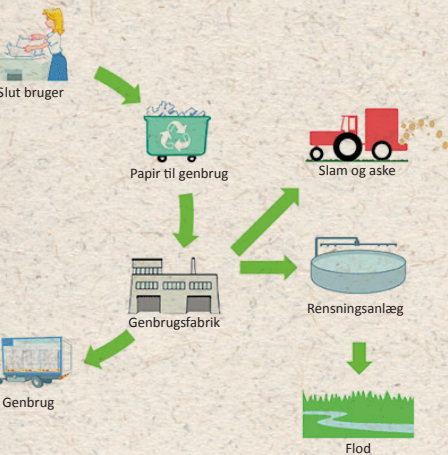 Slut bruger
Papir til genbrug
Slam og aske
Genbrugsfabrik
Rensningsanlæg
Genbrug
Flod